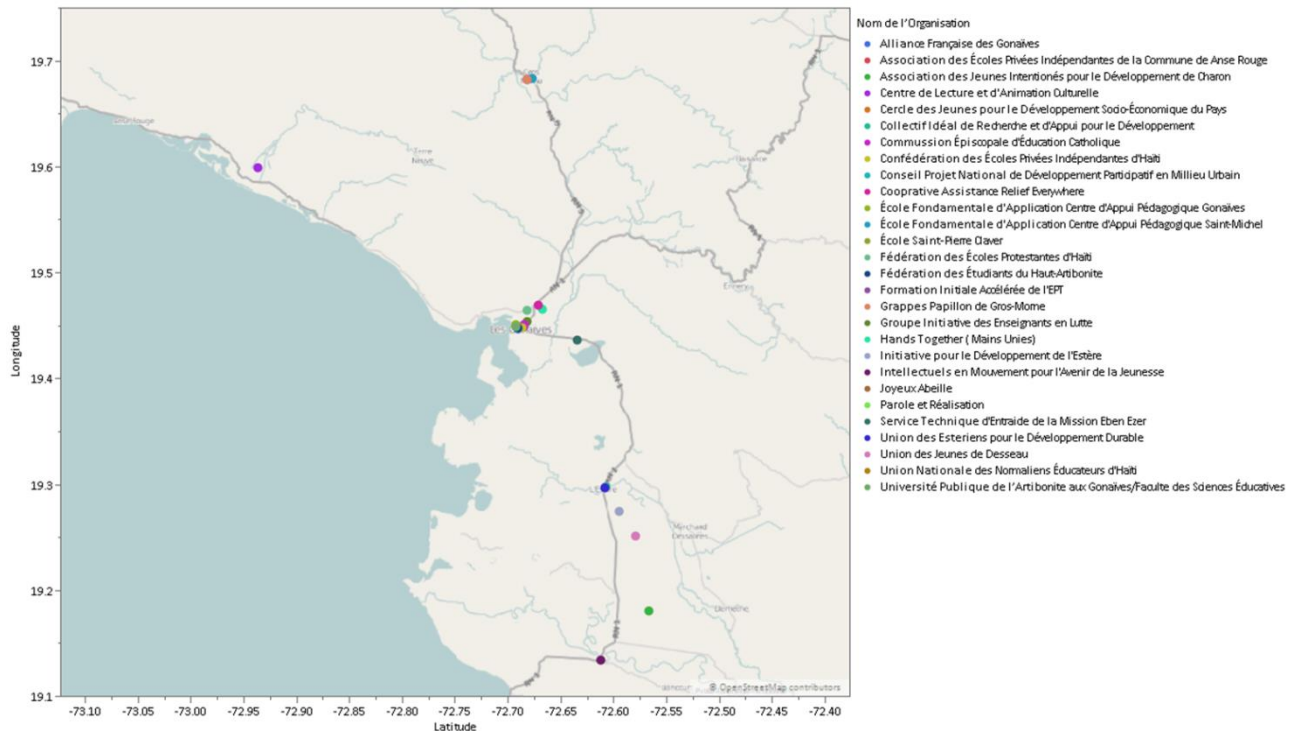 Nom de l'Organisation
Alliance Française des Gonaïves
Association des Écoles Privées Indépendantes de la Commune de Anse Rouge
Association des Jeunes Intentionés pour le Développement de Charon
Centre de Lecture et d'Animation Culturelle
Cercle des Jeunes pour le Développement Socio-Économique du Pays
Collectif Idéal de Recherche et d'Appui pour le Développement
Commussion Épiscopale d'Éducation Catholique
Confédération des Écoles Privées Indépendantes d'Haïti
Conseil Projet National de Développement Participatif en Millieu Urbain
Cooprative Assistance Relief Everywhere
École Fondamentale d'Application Centre d'Appui Pédagogique Gonaïves
École Fondamentale d'Application Centre d'Appui Pédagogique Saint-Michel
École Saint-Pierre Claver
Fédération des Écoles Protestantes d'Haïti
Fédération des Étudiants du Haut-Artibonite
Formation Initiale Accélérée de l'EPT
Grappes Papillon de Gros-Morne
Groupe Initiative des Enseignants en Lutte
Hands Together ( Mains Unies)
Initiative pour le Développement de l'Estère
Intellectuels en Mouvement pour l'Avenir de la Jeunesse
Joyeux Abeille
Parole et Réalisation
Service Technique d'Entraide de la Mission Eben Ezer
Union des Esteriens pour le Développement Durable
Union des Jeunes de Desseau
Union Nationale des Normaliens Éducateurs d'Haïti
Université Publique de l'Artibonite aux Gonaïves/Faculte des Sciences Éducatives
19.7
19.6
19.5
19.4
19.3
19.2
19.1
Longitude
Terre
Neuve
© OpenStreetMap contributors
-73.10 -73.05 -73.00 -72.95 -72.90 -72.85 -72.80 -72.75 -72.70 -72.65 -72.60 -72.55 -72.50 -72.45 -72.40
Latitude